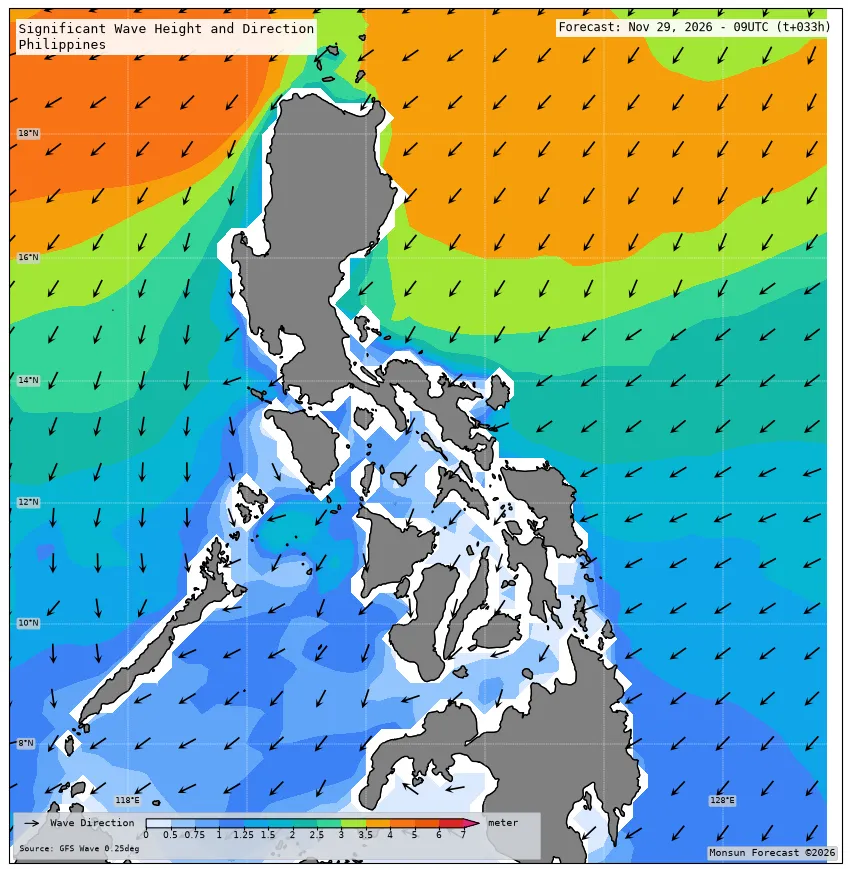 Significant Wave Height and Direction
Philippines
Forecast: Nov 29, 2026 - 09UTC (t+033h)
18°N
16°N
14°N
12°N
10°N
8°N
118°E
128°E
Wave Direction
0 0.5 0.75 1 1.25 1.5 2 2.5 3 3.5 4 5 6 7
meter
Source: GFS Wave 0.25deg
Monsun Forecast ©2026